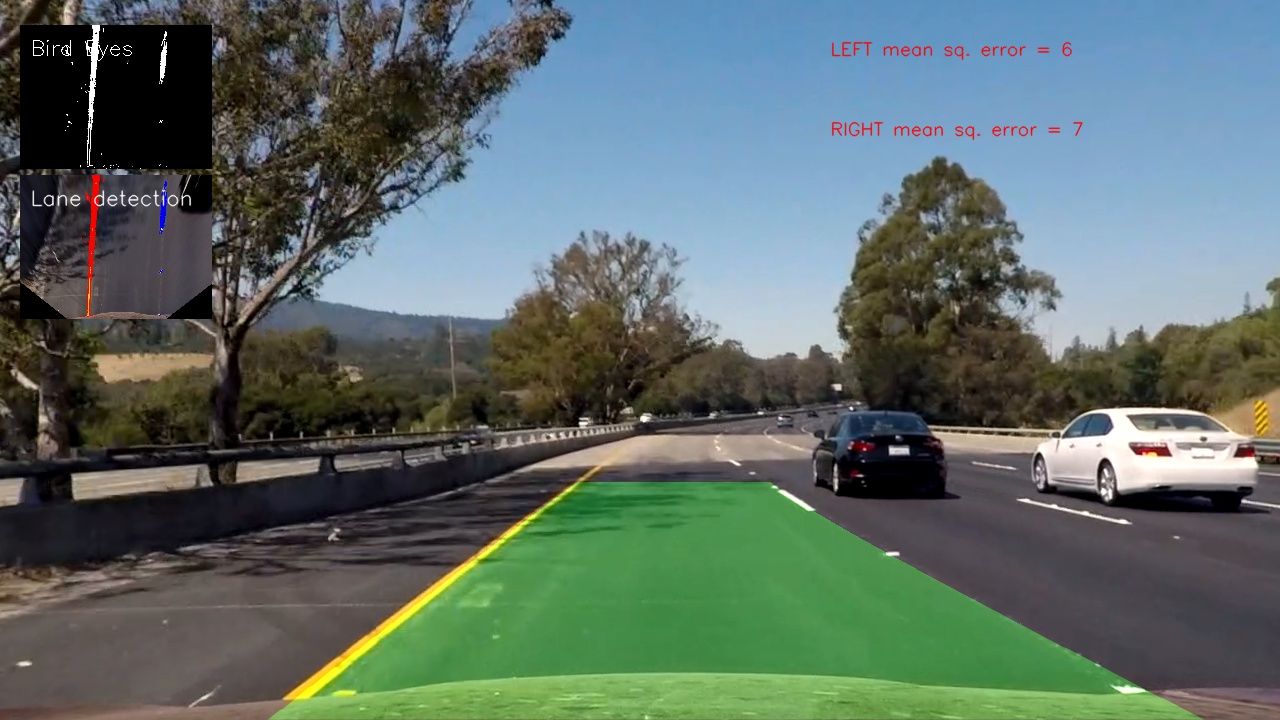 Bird Eyes
Lane detection
LEFT mean sq. error = 6
RIGHT mean sq. error = 7